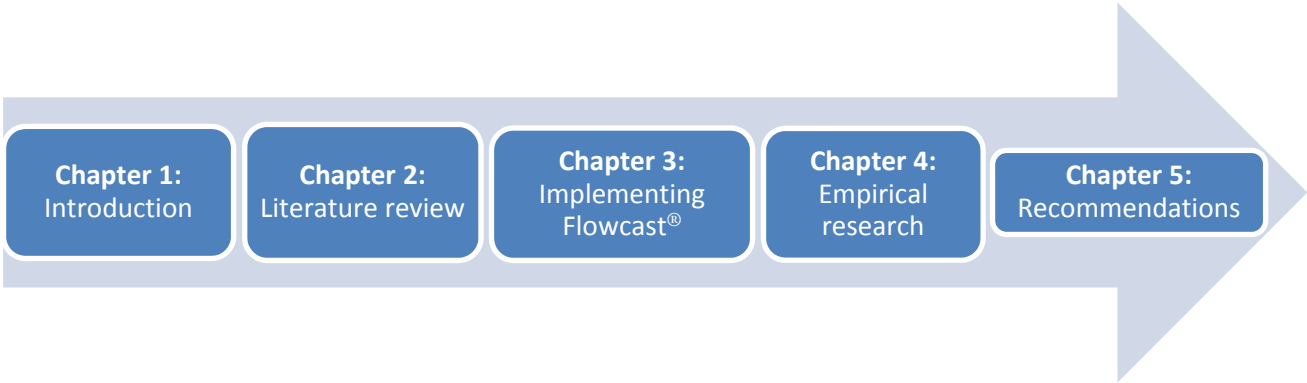 Chapter 1:
Introduction
Chapter 2:
Literature review
Chapter 3:
Implementing
Flowcast®
Chapter 4:
Empirical
research
Chapter 5:
Recommendations